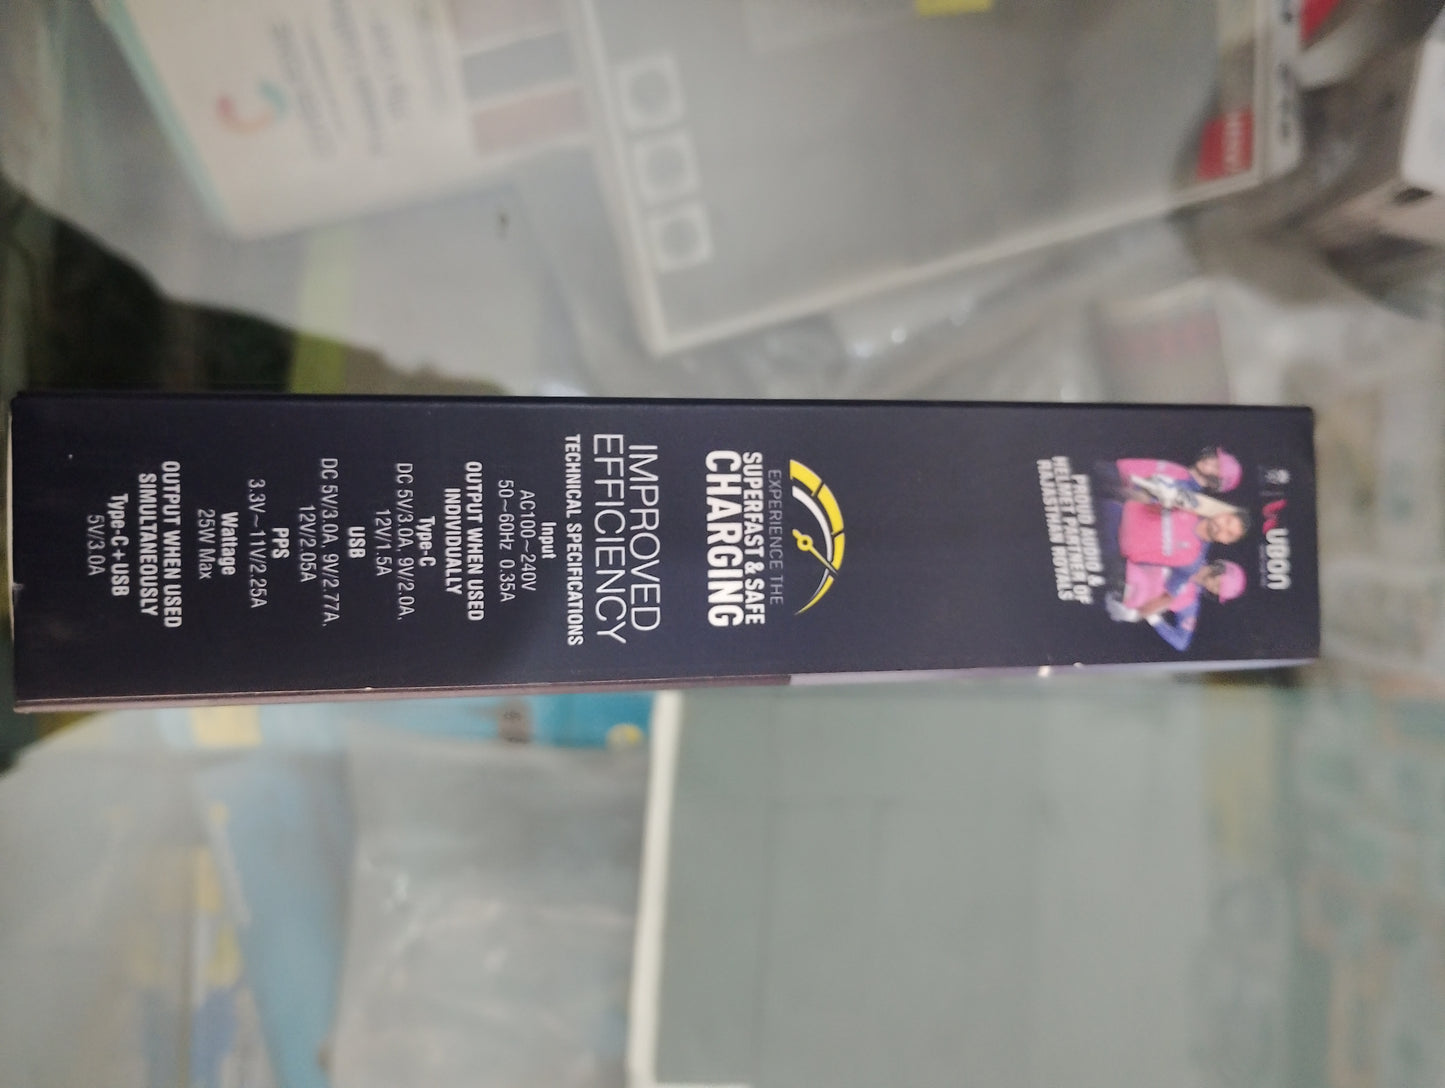 UBON
PROUD AUDIO &
HELMET PARTNER OF
RAJASTHAN ROYALS
EXPERIENCE THE
SUPERFAST & SAFE
CHARGING
IMPROVED
EFFICIENCY
TECHNICAL SPECIFICATIONS
Input
AC100~240V
50~60Hz 0.35A
OUTPUT WHEN USED
INDIVIDUALLY
Type-C
DC 5V/3.0A, 9V/2.0A,
12V/1.5A
USB
DC 5V/3.0A, 9V/2.77A,
12V/2.05A
PPS
3.3V~11V/2.25A
Wattage
25W Max
OUTPUT WHEN USED
SIMULTANEOUSLY
Type-C + USB
5V/3.0A